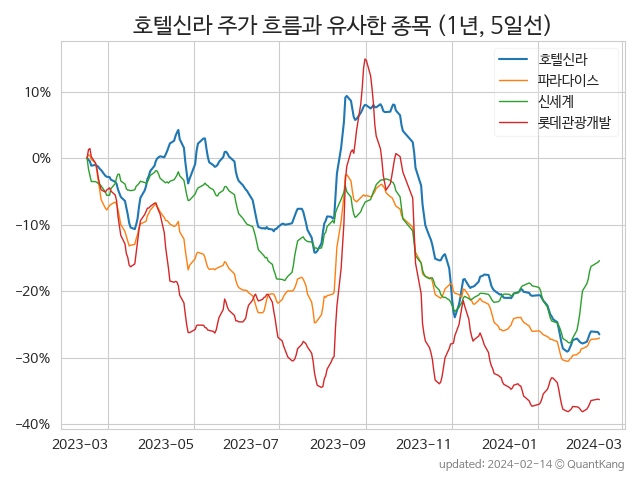 호텔신라 주가 흐름과 유사한 종목 (1년, 5일선)
호텔신라
파라다이스
신세계
롯데관광개발
10%
0%
−10%
−20%
−30%
−40%
2023-03 2023-05 2023-07 2023-09 2023-11 2024-01 2024-03
updated: 2024-02-14 © QuantKang